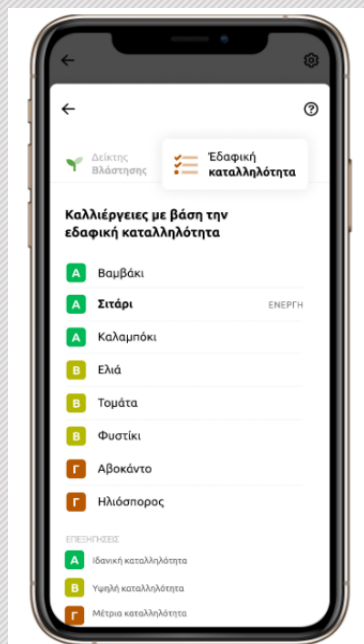 Δείκτης
Βλάστησης
Έδαφική
καταλληλότητα
Καλλιέργειες με βάση την
εδαφική καταλληλότητα
Α Βαμβάκι
Α Σιτάρι ΕΝΕΡΓΗ
Α Καλαμπόκι
Β Ελιά
Β Τομάτα
Β Φυστίκι
Γ Αβοκάντο
Γ Ηλιόσπορος
ΕΠΕΞΗΓΗΣΕΙΣ
Α Ιδανική καταλληλότητα
Β Υψηλή καταλληλότητα
Γ Μέτρια καταλληλότητα